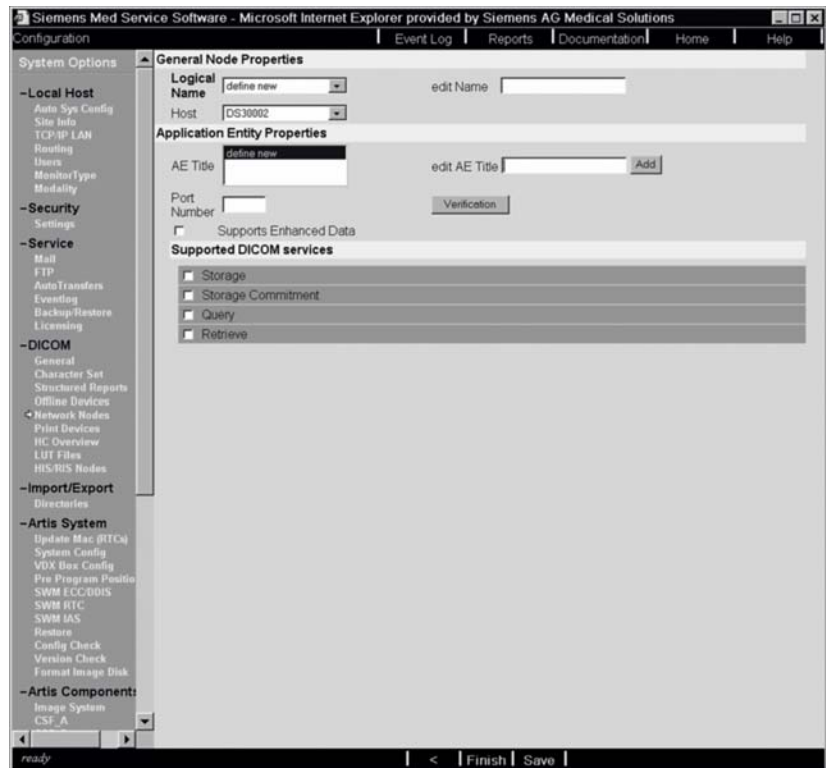 Siemens Med Service Software - Microsoft Internet Explorer provided by Siemens AG Medical Solutions
Configuration
Event Log
Reports
Documentation
Home
Help
System Options
−Local Host
Auto Sys Config
Site Info
TCP/IP LAN
Routing
Users
MonitorType
Modality
−Security
Settings
−Service
Mail
FTP
AutoTransfers
Eventlog
Backup/Restore
Licensing
−DICOM
General
Character Set
Structured Reports
Offline Devices
Network Nodes
Print Devices
HC Overview
LUT Files
HIS/RIS Nodes
−Import/Export
Directories
−Artis System
Update Mac (RTCs)
System Config
VDX Box Config
Pre Program Positio
SWM ECC/DDIS
SWM RTC
SWM IAS
Restore
Config Check
Version Check
Format Image Disk
−Artis Components
Image System
CSF_A
General Node Properties
Logical Name
define new
edit Name
Host
DS30002
Application Entity Properties
AE Title
define new
edit AE Title
Add
Port Number
Verification
Supports Enhanced Data
Supported DICOM services
Storage
Storage Commitment
Query
Retrieve
ready
<
Finish
Save